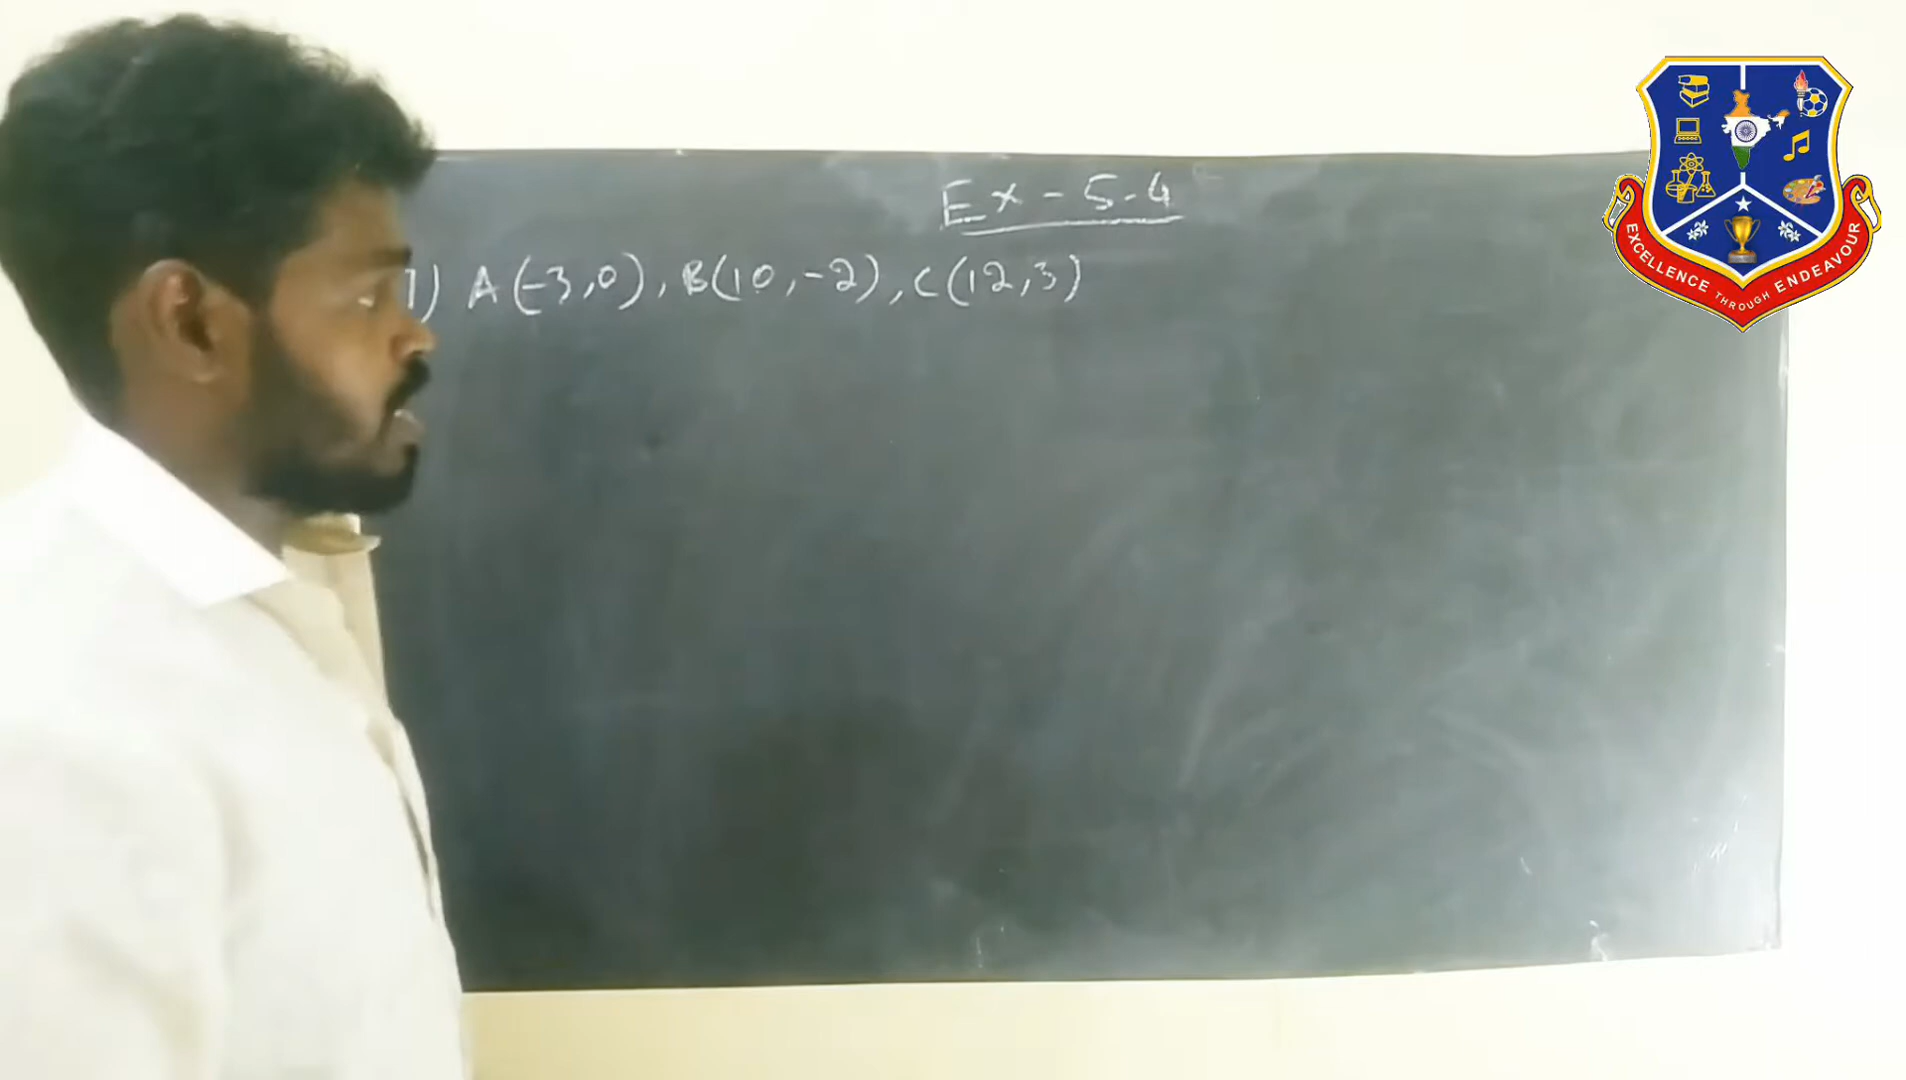 Ex - 5.4
1) A(-3,0), B(10,-2), C(12,3)
EXCELLENCE THROUGH ENDEAVOUR